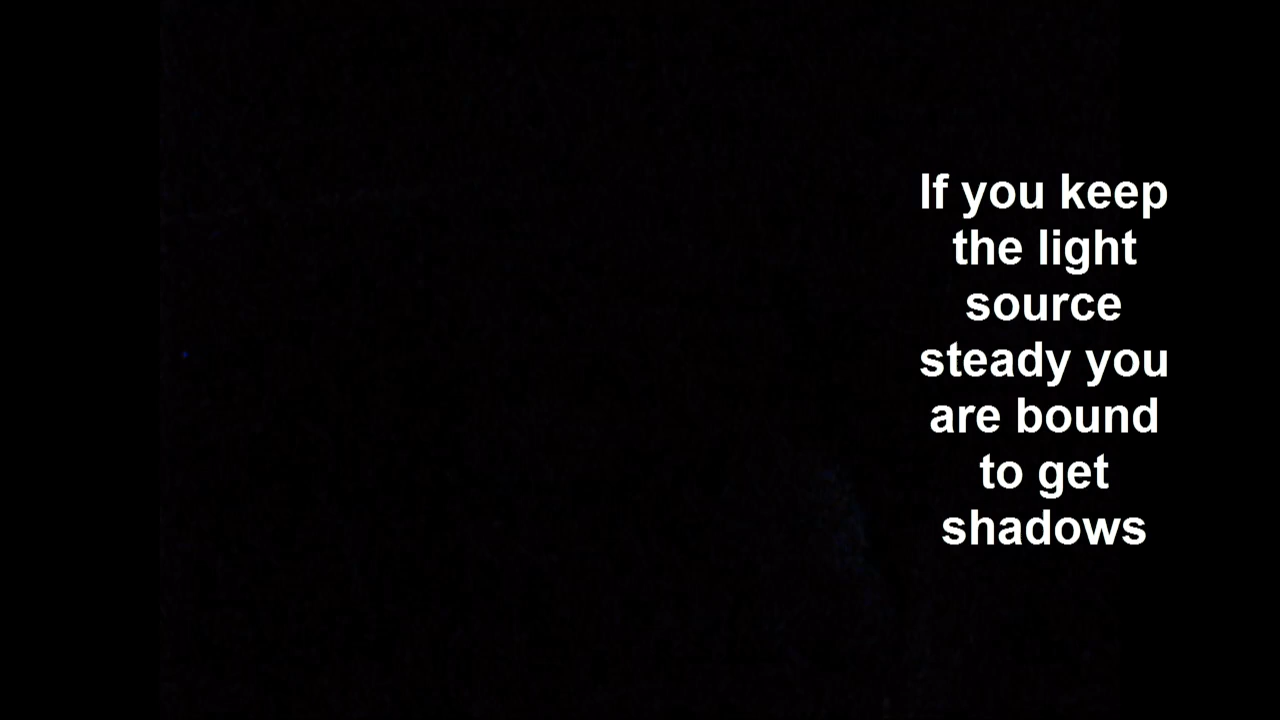 If you keep
the light
source
steady you
are bound
to get
shadows